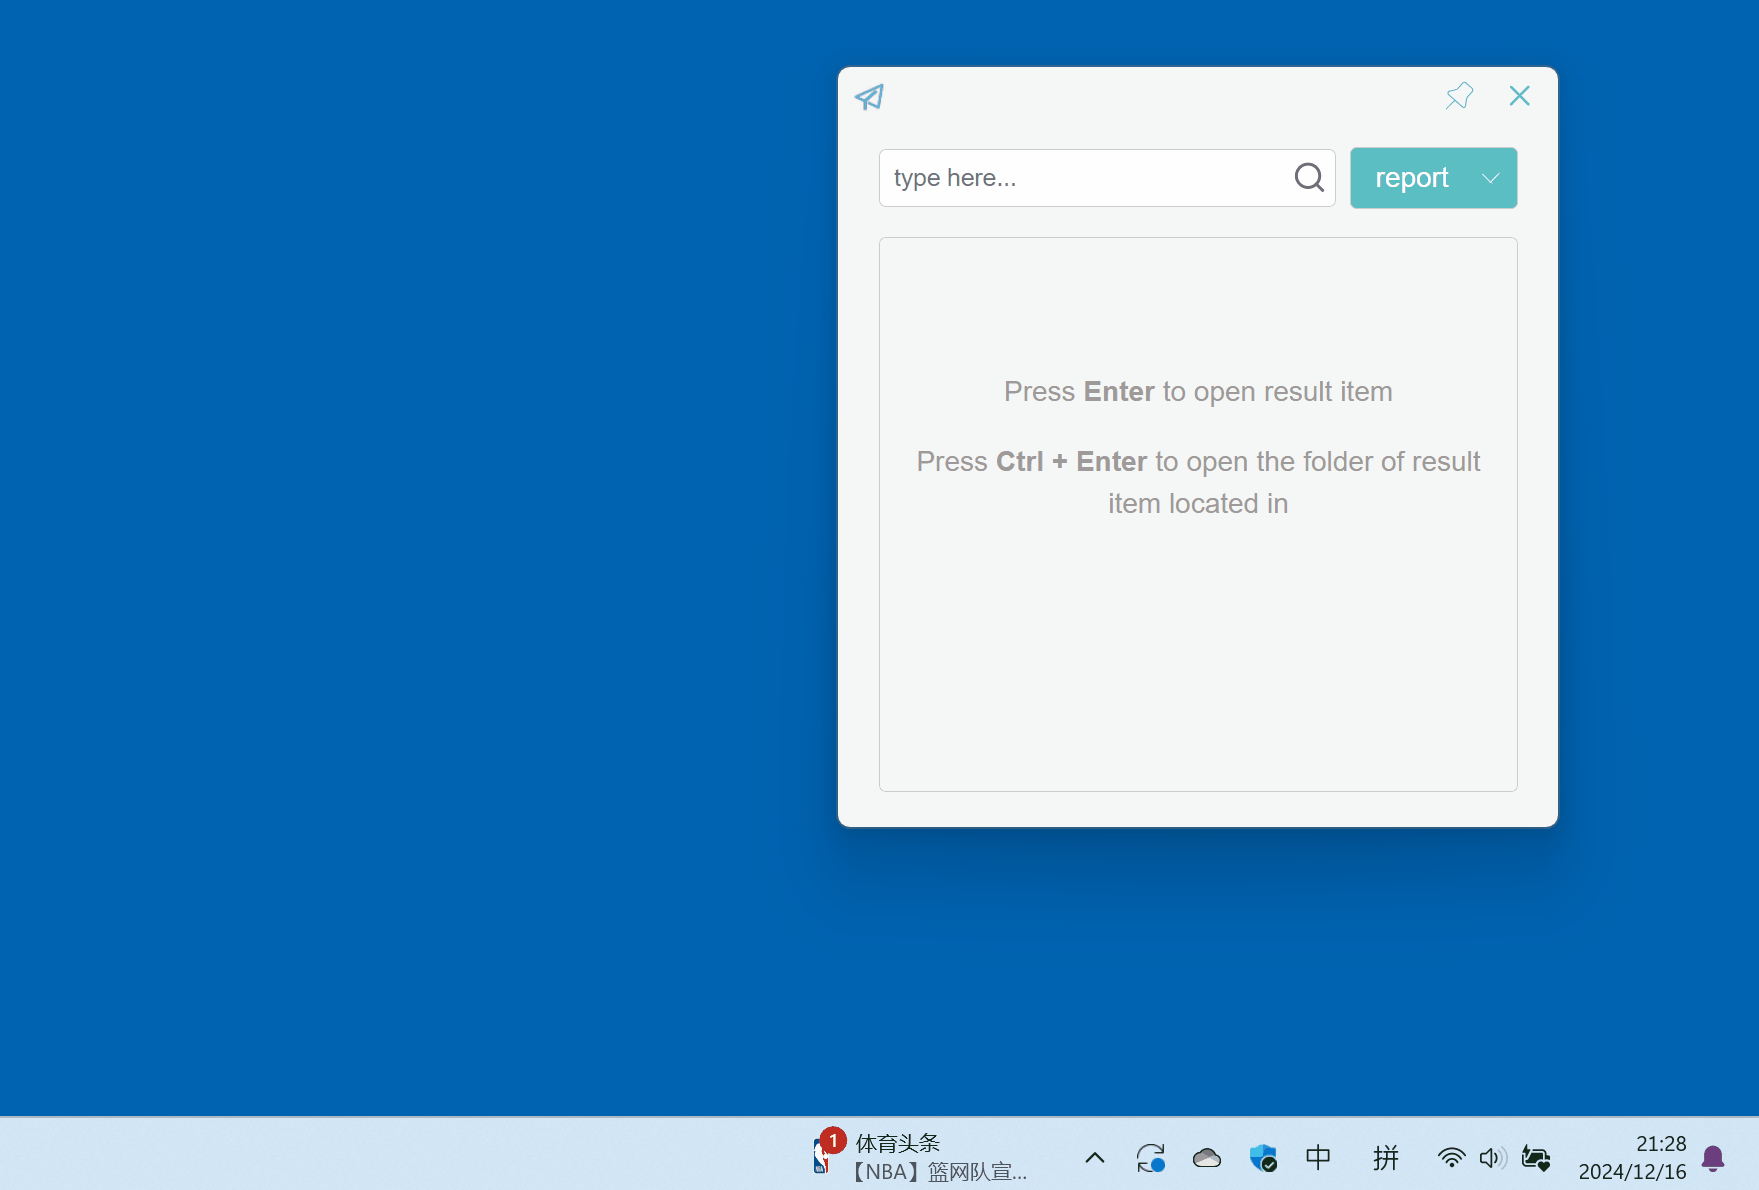 type here...
report
Press Enter to open result item
Press Ctrl + Enter to open the folder of result
item located in
1
NBA
体育头条
【NBA】篮网队宣...
中
拼
21:28
2024/12/16